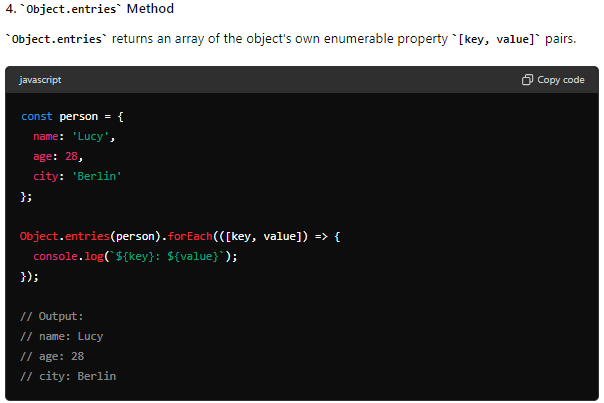 4. `Object.entries` Method
`Object.entries` returns an array of the object's own enumerable property `[key, value]` pairs.
javascript
Copy code
const person = {
  name: 'Lucy',
  age: 28,
  city: 'Berlin'
};

Object.entries(person).forEach(([key, value]) => {
  console.log(`${key}: ${value}`);
});

// Output:
// name: Lucy
// age: 28
// city: Berlin